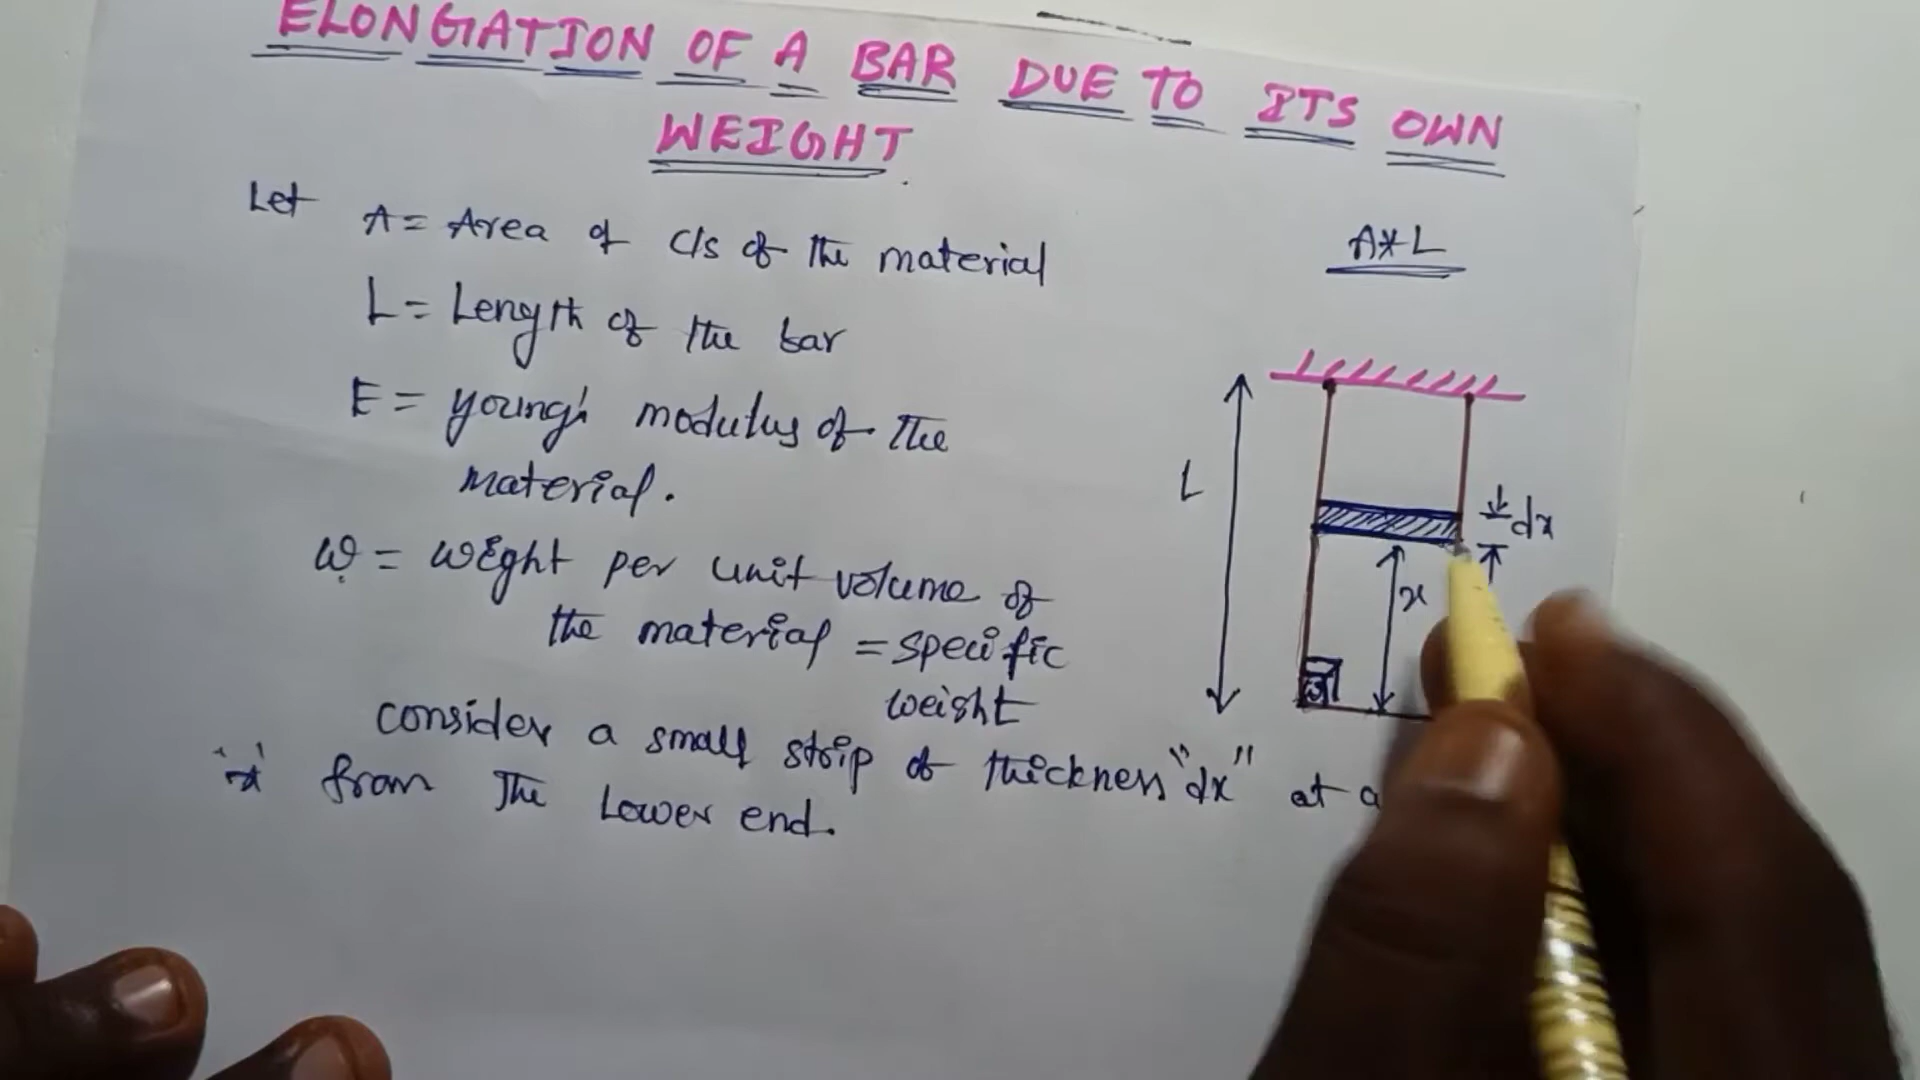 ELONGATION OF A BAR DUE TO ITS OWN
WEIGHT.
Let A = Area of C/s of the material
L = Length of the bar
E = young's modulus of the
material.
W = weight per unit volume of
the material = specific
weight
consider a small strip of thickness "dx" at a
'x' from the Lower end.
A*L
L
dx
x